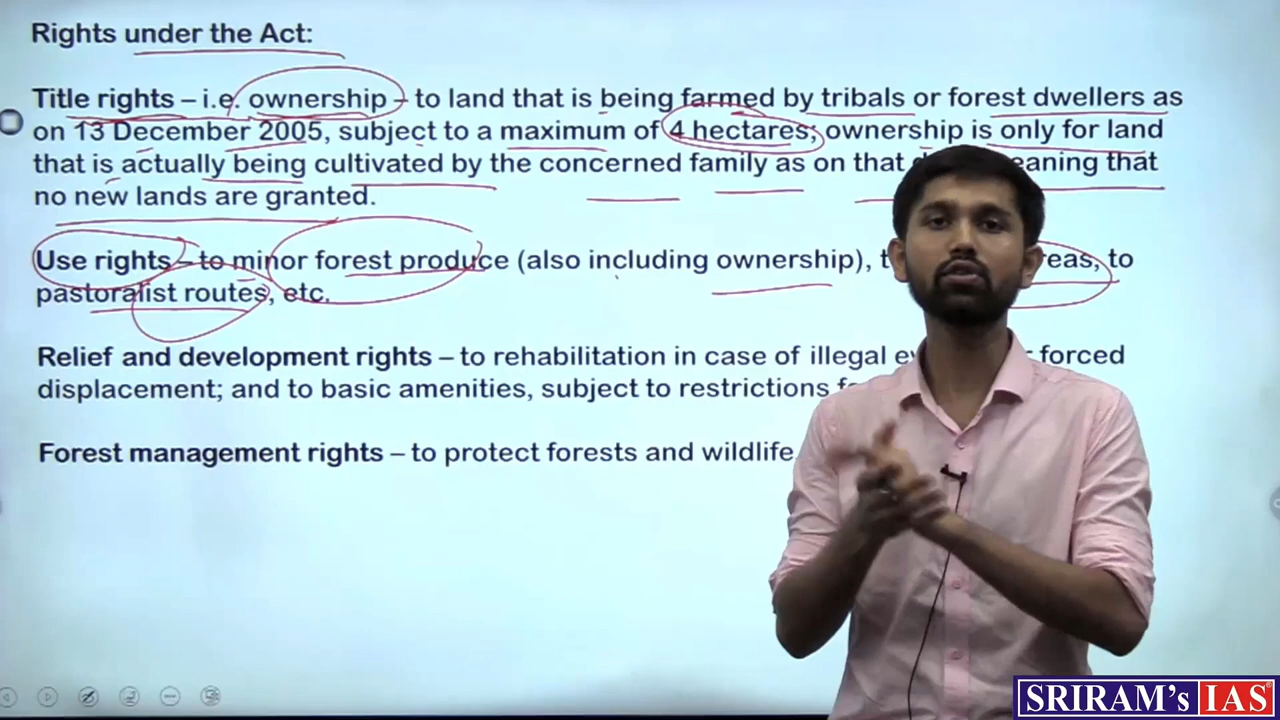 Rights under the Act:
Title rights – i.e. ownership – to land that is being farmed by tribals or forest dwellers as
on 13 December 2005, subject to a maximum of 4 hectares; ownership is only for land
that is actually being cultivated by the concerned family as on that
no new lands are granted.
Use rights – to minor forest produce (also including ownership), to
pastoralist routes, etc.
Relief and development rights – to rehabilitation in case of illegal forced
displacement; and to basic amenities, subject to restrictions
Forest management rights – to protect forests and wildlife
SRIRAM's IAS